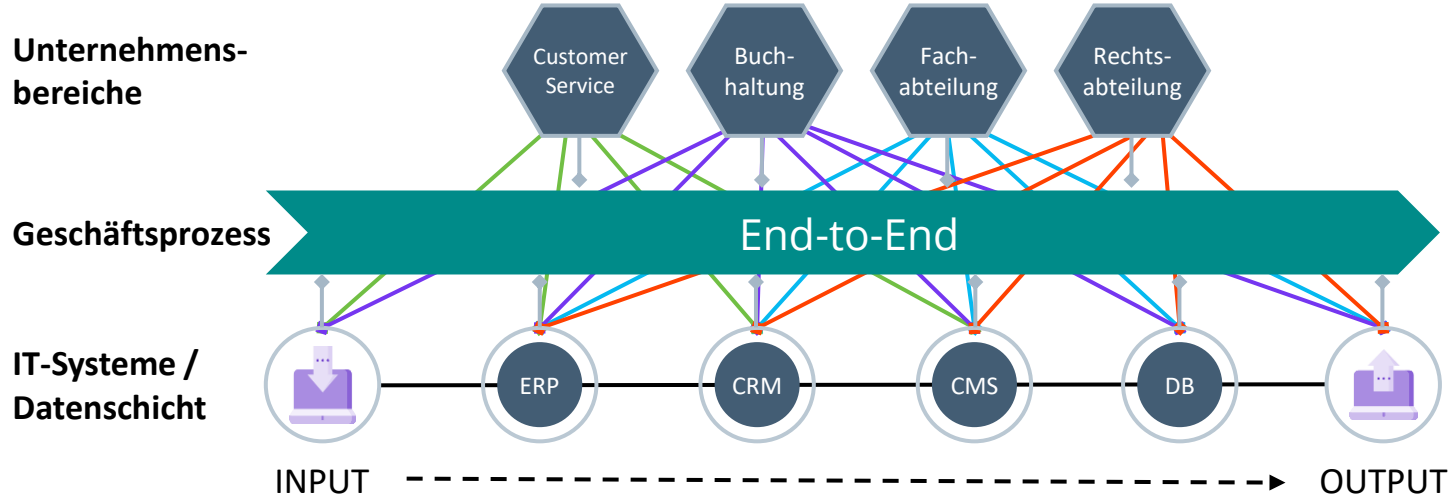 Unternehmens-
bereiche
Customer
Service
Buch-
haltung
Fach-
abteilung
Rechts-
abteilung
Geschäftsprozess
End-to-End
IT-Systeme /
Datenschicht
ERP
CRM
CMS
DB
INPUT
OUTPUT